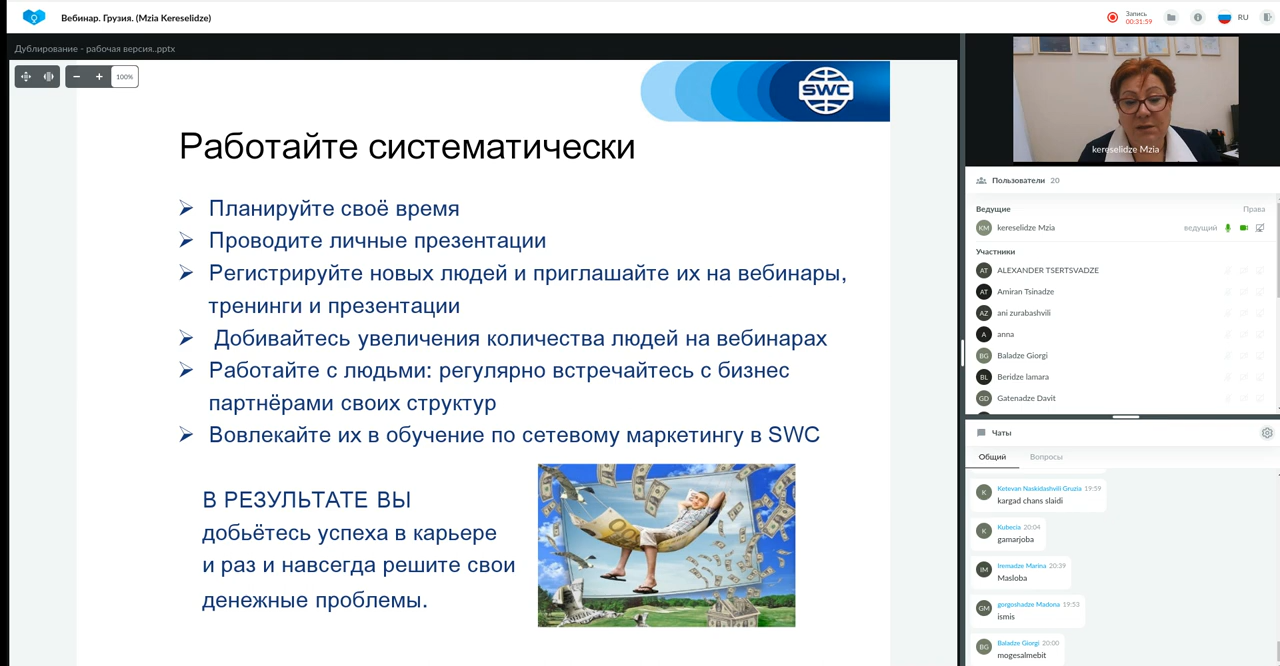 Вебинар. Грузия. (Mzia Kereselidze)
Запись
00:31:59
RU
Дублирование - рабочая версия..pptx
100%
SWC
Работайте систематически
Планируйте своё время
Проводите личные презентации
Регистрируйте новых людей и приглашайте их на вебинары,
тренинги и презентации
Добивайтесь увеличения количества людей на вебинарах
Работайте с людьми: регулярно встречайтесь с бизнес
партнёрами своих структур
Вовлекайте их в обучение по сетевому маркетингу в SWC
В РЕЗУЛЬТАТЕ ВЫ
добьётесь успеха в карьере
и раз и навсегда решите свои
денежные проблемы.
kereselidze Mzia
Пользователи 20
Ведущие Права
KM kereselidze Mzia ведущий
Участники
AT ALEXANDER TSERTSVADZE
AT Amiran Tsinadze
AZ ani zurabashvili
A anna
BG Baladze Giorgi
BL Beridze lamara
GD Gatenadze Davit
Чаты
Общий Вопросы
K Ketevan Naskidashvili Gruzia 19:59
kargad chans slaidi
K Kubecia 20:04
gamarjoba
IM Iremadze Marina 20:39
Masloba
GM gorgoshadze Madona 19:53
ismis
BG Baladze Giorgi 20:00
mogesalmebit